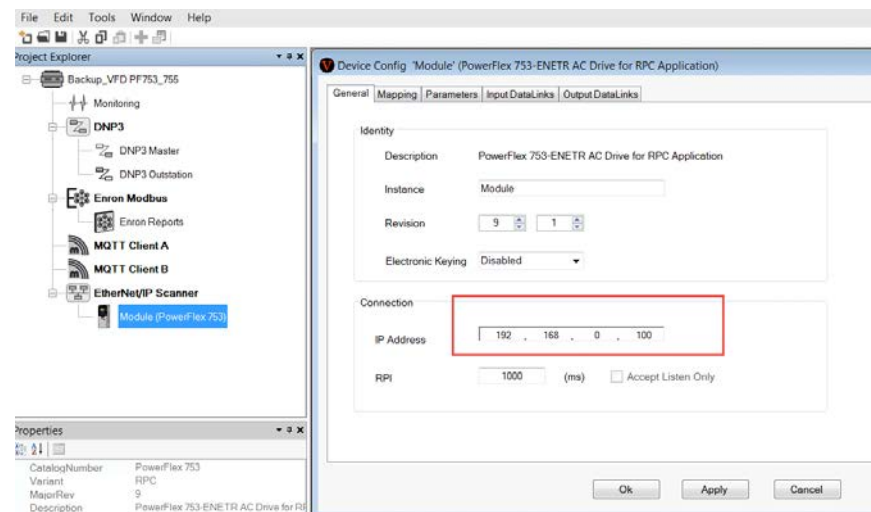 File Edit Tools Window Help
Project Explorer
Backup_VFD PF753_755
Monitoring
DNP3
DNP3 Master
DNP3 Outstation
Enron Modbus
Enron Reports
MQTT Client A
MQTT Client B
EtherNet/IP Scanner
Module (PowerFlex 753)
Properties
CatalogNumber PowerFlex 753
Variant RPC
MajorRev 9
Description PowerFlex 753-ENETR AC Drive for RI
Device Config 'Module' (PowerFlex 753-ENETR AC Drive for RPC Application)
General Mapping Parameters Input DataLinks Output DataLinks
Identity
Description PowerFlex 753-ENETR AC Drive for RPC Application
Instance Module
Revision 9 1
Electronic Keying Disabled
Connection
IP Address 192 . 168 . 0 . 100
RPI 1000 (ms) Accept Listen Only
Ok Apply Cancel